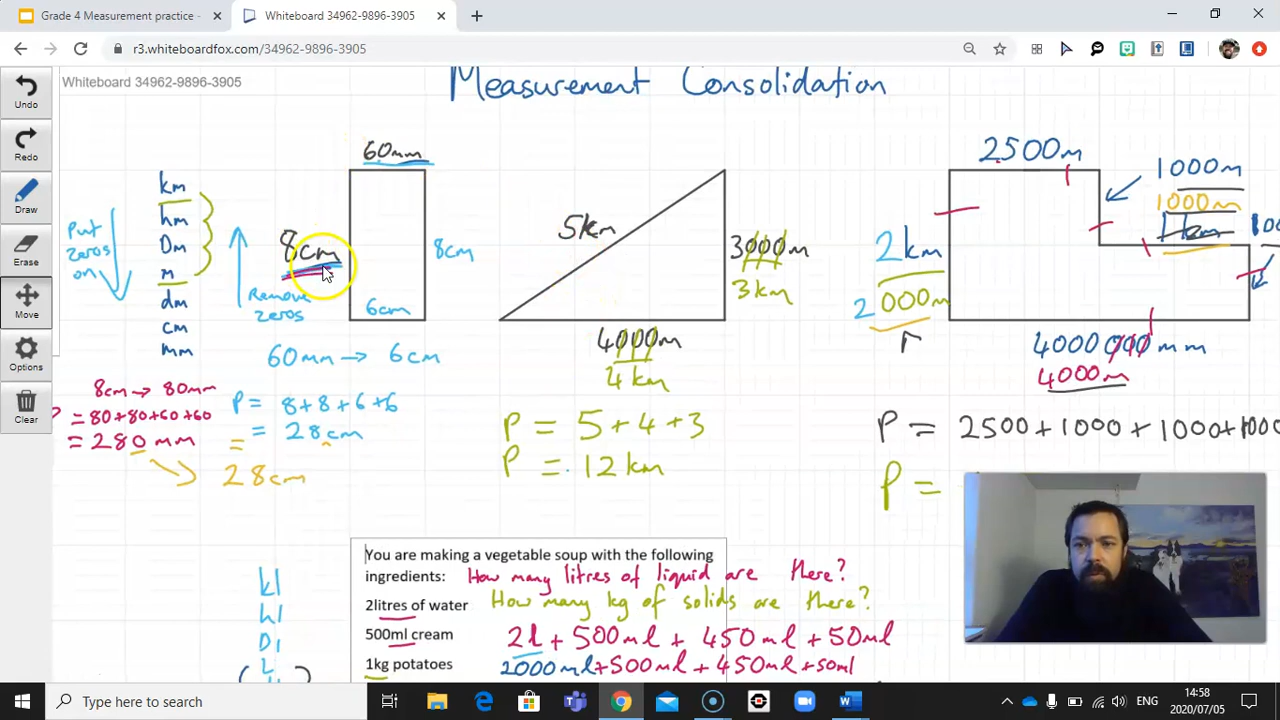 Grade 4 Measurement practice -
Whiteboard 34962-9896-3905
r3.whiteboardfox.com/34962-9896-3905
Whiteboard 34962-9896-3905
Undo
Redo
Draw
Erase
Move
Options
Clear
Measurement Consolidation
km
hm
Dm
m
dm
cm
mm
Put
zeros
on
Remove
zeros
60mm
8cm
8cm
6cm
60mm → 6cm
8cm → 80mm
= 80+80+60+60
= 280 mm
28cm
P = 8+8+6+6
= 28cm
=
5km
3000m
3km
4000m
4 km
P = 5+4+3
P = 12km
2500m
1000m
1000m
1km
2km
2000m
4000000mm
4000m
P = 2500+1000+1000+1000
P =
kl
hl
Dl
L
You are making a vegetable soup with the following
ingredients: How many litres of liquid are there?
2litres of water How many kg of solids are there?
500ml cream 2l + 500ml + 450ml + 50ml
1kg potatoes 2000ml+500ml+450ml+50ml
Type here to search
ENG
14:58
2020/07/05